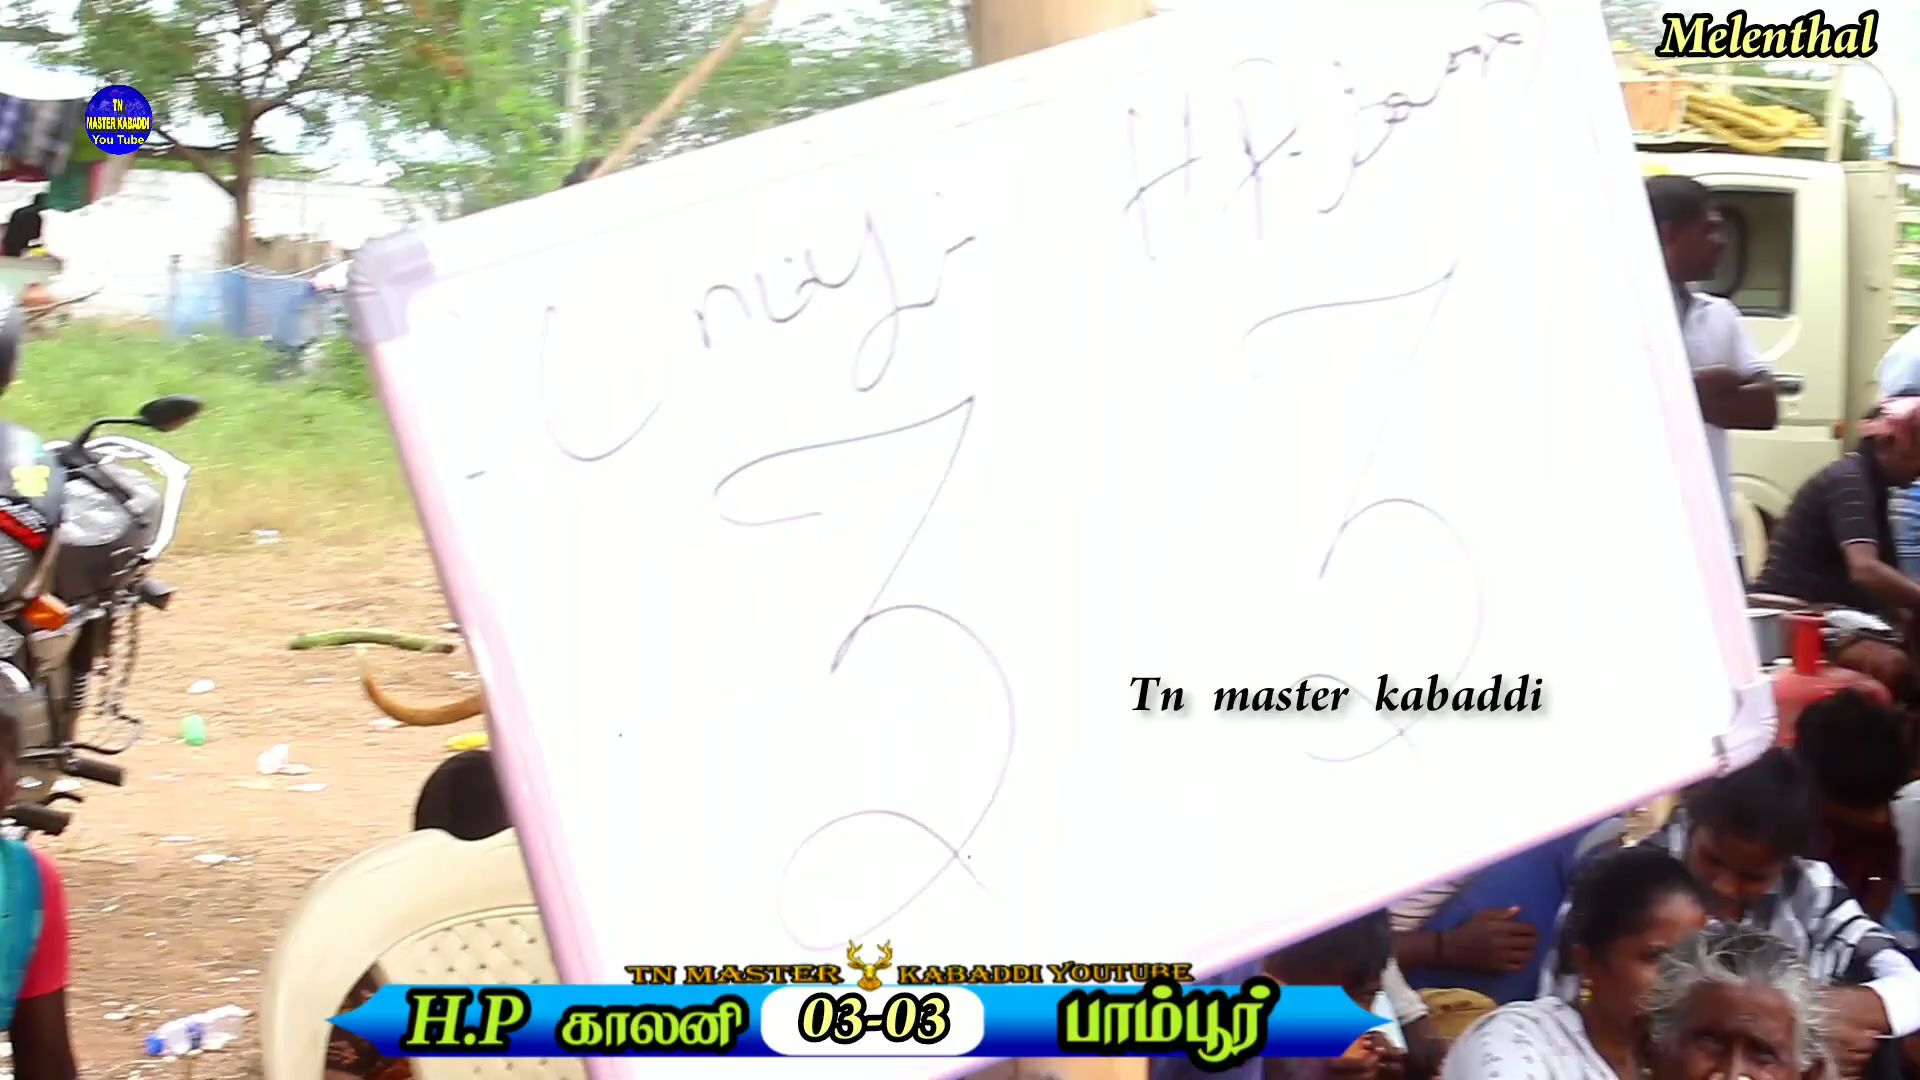 Melenthal
TN
MASTER KABADDI
You Tube
H.P.
3 3
Tn master kabaddi
TN MASTER KABADDI YOUTUBE
H.P காலனி 03-03 பாம்பூர்